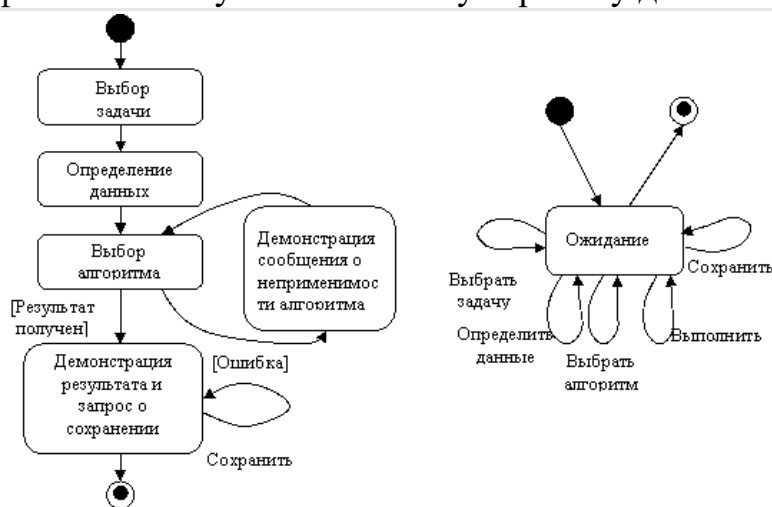 Выбор
задачи
Определение
данных
Выбор
алгоритма
Демонстрация
сообщения о
неприменимос
ти алгоритма
[Результат
получен]
[Ошибка]
Демонстрация
результата и
запрос о
сохранении
Сохранить
Ожидание
Выбрать
задачу
Определить
данные
Выбрать
алгоритм
Выполнить
Сохранить